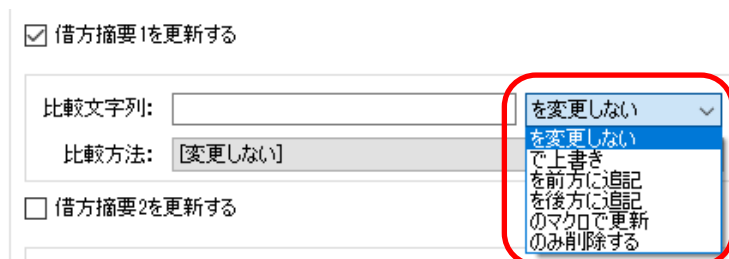 借方摘要1を更新する
比較文字列:
を変更しない
比較方法: [変更しない]
を変更しない
で上書き
を前方に追記
を後方に追記
のマクロで更新
のみ削除する
借方摘要2を更新する